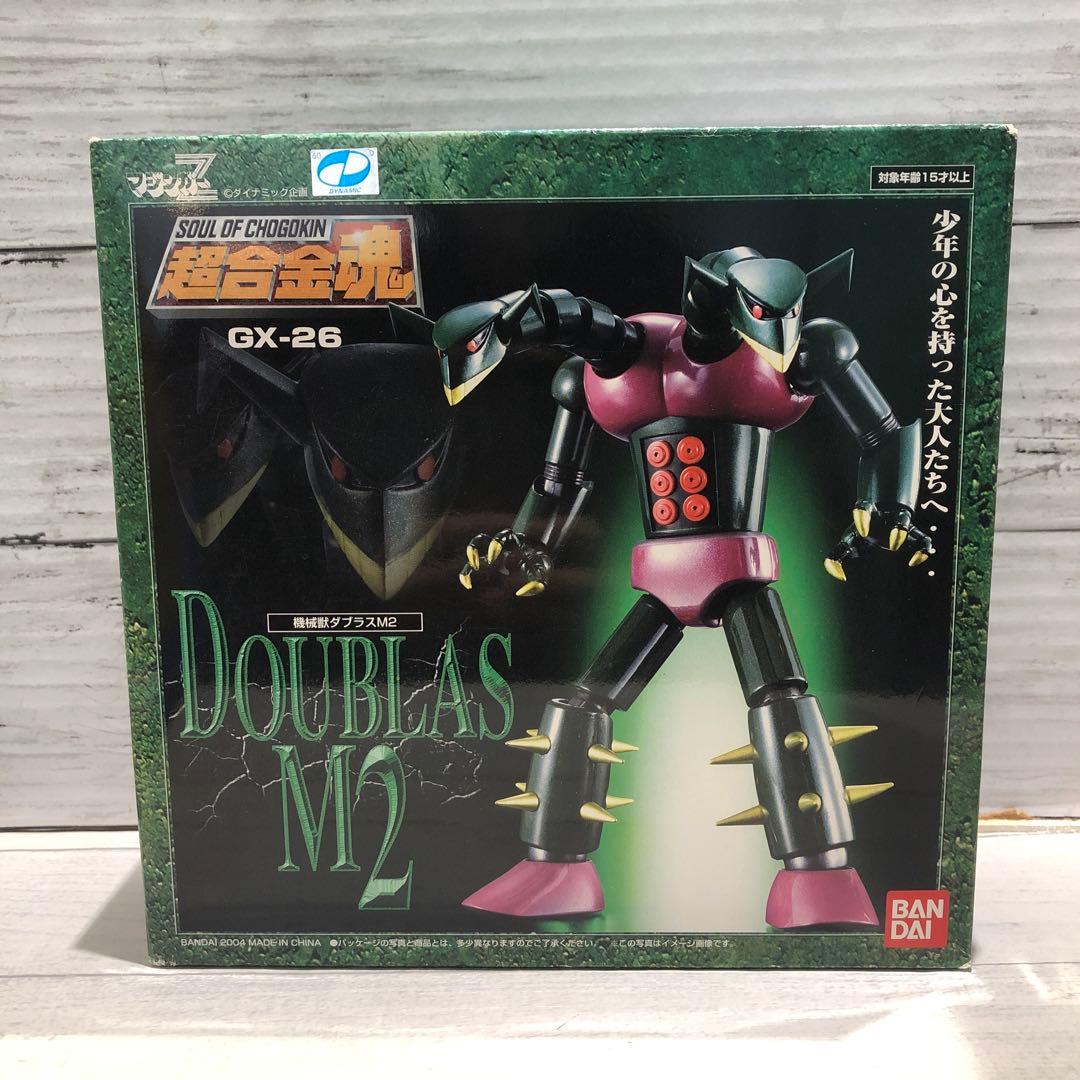 マジンガーZ
©ダイナミック企画
DYNAMIC
対象年齢15才以上
SOUL OF CHOGOKIN
超合金魂
GX-26
少年の心を持った大人たちへ・・・
機械獣ダブラスM2
DOUBLAS
M2
BAN
DAI
BANDAI 2004 MADE IN CHINA ●パッケージの写真と商品とは、多少異なりますのでご了承ください。 ※この写真はイメージ画像です。